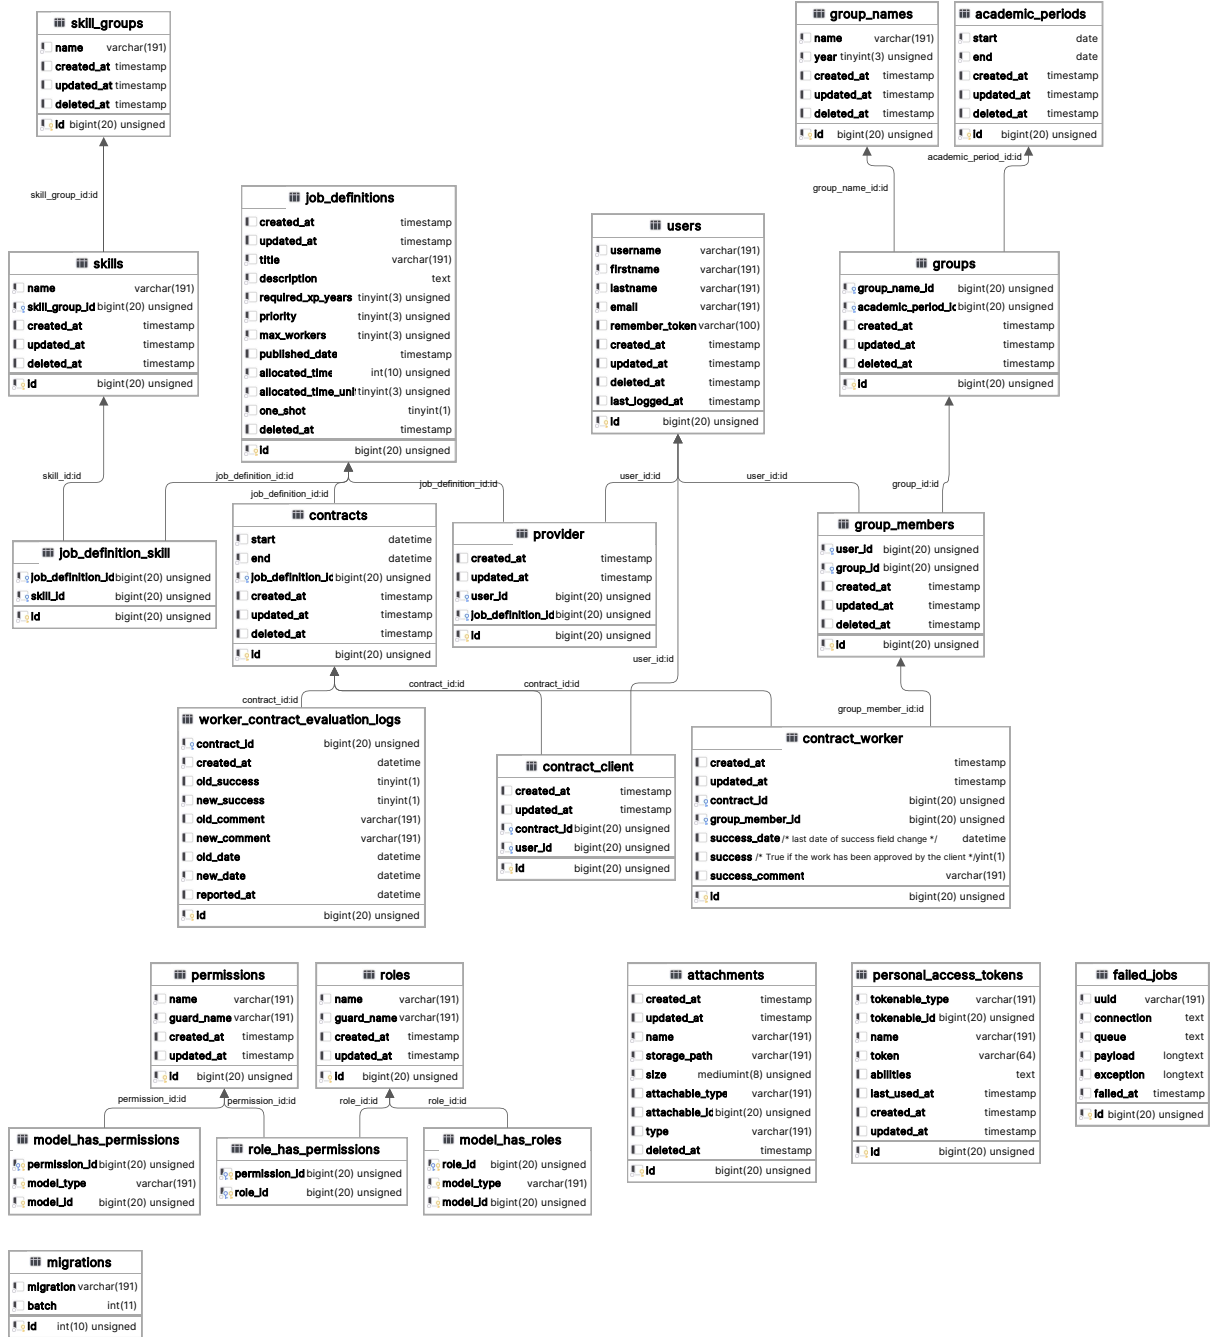 skill_groups
name varchar(191)
created_at timestamp
updated_at timestamp
deleted_at timestamp
id bigint(20) unsigned
group_names
name varchar(191)
year tinyint(3) unsigned
created_at timestamp
updated_at timestamp
deleted_at timestamp
id bigint(20) unsigned
academic_periods
start date
end date
created_at timestamp
updated_at timestamp
deleted_at timestamp
id bigint(20) unsigned
skill_group_id:id
group_name_id:id
academic_period_id:id
skills
name varchar(191)
skill_group_id bigint(20) unsigned
created_at timestamp
updated_at timestamp
deleted_at timestamp
id bigint(20) unsigned
job_definitions
created_at timestamp
updated_at timestamp
title varchar(191)
description text
required_xp_years tinyint(3) unsigned
priority tinyint(3) unsigned
max_workers tinyint(3) unsigned
published_date timestamp
allocated_time int(10) unsigned
allocated_time_uni tinyint(3) unsigned
one_shot tinyint(1)
deleted_at timestamp
id bigint(20) unsigned
users
username varchar(191)
firstname varchar(191)
lastname varchar(191)
email varchar(191)
remember_token varchar(100)
created_at timestamp
updated_at timestamp
deleted_at timestamp
last_logged_at timestamp
id bigint(20) unsigned
groups
group_name_id bigint(20) unsigned
academic_period_id bigint(20) unsigned
created_at timestamp
updated_at timestamp
deleted_at timestamp
id bigint(20) unsigned
skill_id:id
job_definition_id:id
job_definition_id:id
job_definition_id:id
user_id:id
user_id:id
group_id:id
job_definition_skill
job_definition_id bigint(20) unsigned
skill_id bigint(20) unsigned
id bigint(20) unsigned
contracts
start datetime
end datetime
job_definition_id bigint(20) unsigned
created_at timestamp
updated_at timestamp
deleted_at timestamp
id bigint(20) unsigned
provider
created_at timestamp
updated_at timestamp
user_id bigint(20) unsigned
job_definition_id bigint(20) unsigned
id bigint(20) unsigned
group_members
user_id bigint(20) unsigned
group_id bigint(20) unsigned
created_at timestamp
updated_at timestamp
deleted_at timestamp
id bigint(20) unsigned
user_id:id
contract_id:id
contract_id:id
contract_id:id
group_member_id:id
worker_contract_evaluation_logs
contract_id bigint(20) unsigned
created_at datetime
old_success tinyint(1)
new_success tinyint(1)
old_comment varchar(191)
new_comment varchar(191)
old_date datetime
new_date datetime
reported_at datetime
id bigint(20) unsigned
contract_client
created_at timestamp
updated_at timestamp
contract_id bigint(20) unsigned
user_id bigint(20) unsigned
id bigint(20) unsigned
contract_worker
created_at timestamp
updated_at timestamp
contract_id bigint(20) unsigned
group_member_id bigint(20) unsigned
success_date /* last date of success field change */ datetime
success /* True if the work has been approved by the client */ yint(1)
success_comment varchar(191)
id bigint(20) unsigned
permissions
name varchar(191)
guard_name varchar(191)
created_at timestamp
updated_at timestamp
id bigint(20) unsigned
roles
name varchar(191)
guard_name varchar(191)
created_at timestamp
updated_at timestamp
id bigint(20) unsigned
attachments
created_at timestamp
updated_at timestamp
name varchar(191)
storage_path varchar(191)
size mediumint(8) unsigned
attachable_type varchar(191)
attachable_id bigint(20) unsigned
type varchar(191)
deleted_at timestamp
id bigint(20) unsigned
personal_access_tokens
tokenable_type varchar(191)
tokenable_id bigint(20) unsigned
name varchar(191)
token varchar(64)
abilities text
last_used_at timestamp
created_at timestamp
updated_at timestamp
id bigint(20) unsigned
failed_jobs
uuid varchar(191)
connection text
queue text
payload longtext
exception longtext
failed_at timestamp
id bigint(20) unsigned
permission_id:id
permission_id:id
role_id:id
role_id:id
model_has_permissions
permission_id bigint(20) unsigned
model_type varchar(191)
model_id bigint(20) unsigned
role_has_permissions
permission_id bigint(20) unsigned
role_id bigint(20) unsigned
model_has_roles
role_id bigint(20) unsigned
model_type varchar(191)
model_id bigint(20) unsigned
migrations
migration varchar(191)
batch int(11)
id int(10) unsigned